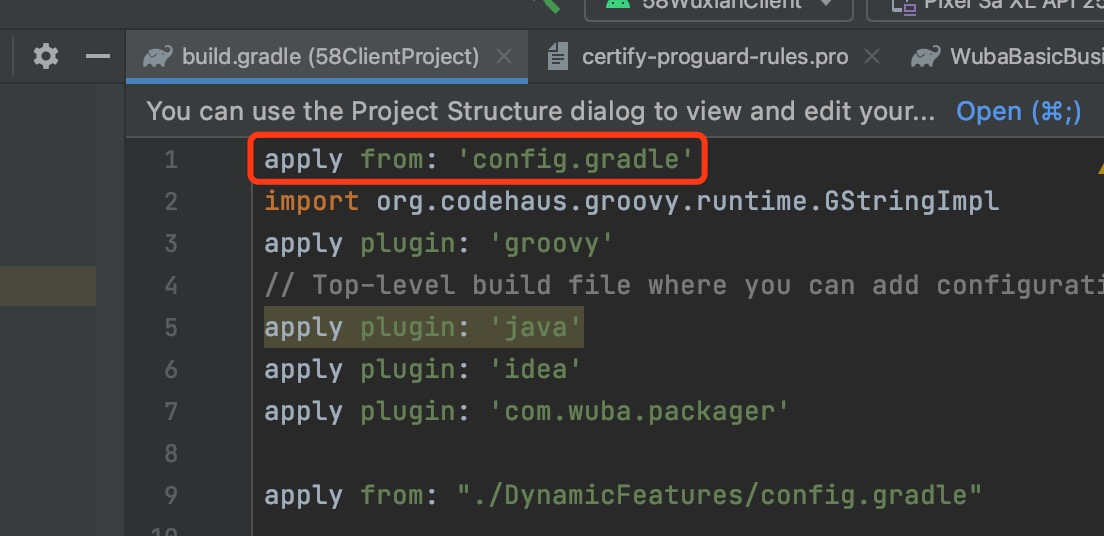 58WuxianClient
Pixel 3a XL API 25
build.gradle (58ClientProject)
certify-proguard-rules.pro
WubaBasicBusi
You can use the Project Structure dialog to view and edit your... Open (⌘;)
1 apply from: 'config.gradle'
2 import org.codehaus.groovy.runtime.GStringImpl
3 apply plugin: 'groovy'
4 // Top-level build file where you can add configurati
5 apply plugin: 'java'
6 apply plugin: 'idea'
7 apply plugin: 'com.wuba.packager'
8
9 apply from: "./DynamicFeatures/config.gradle"
10